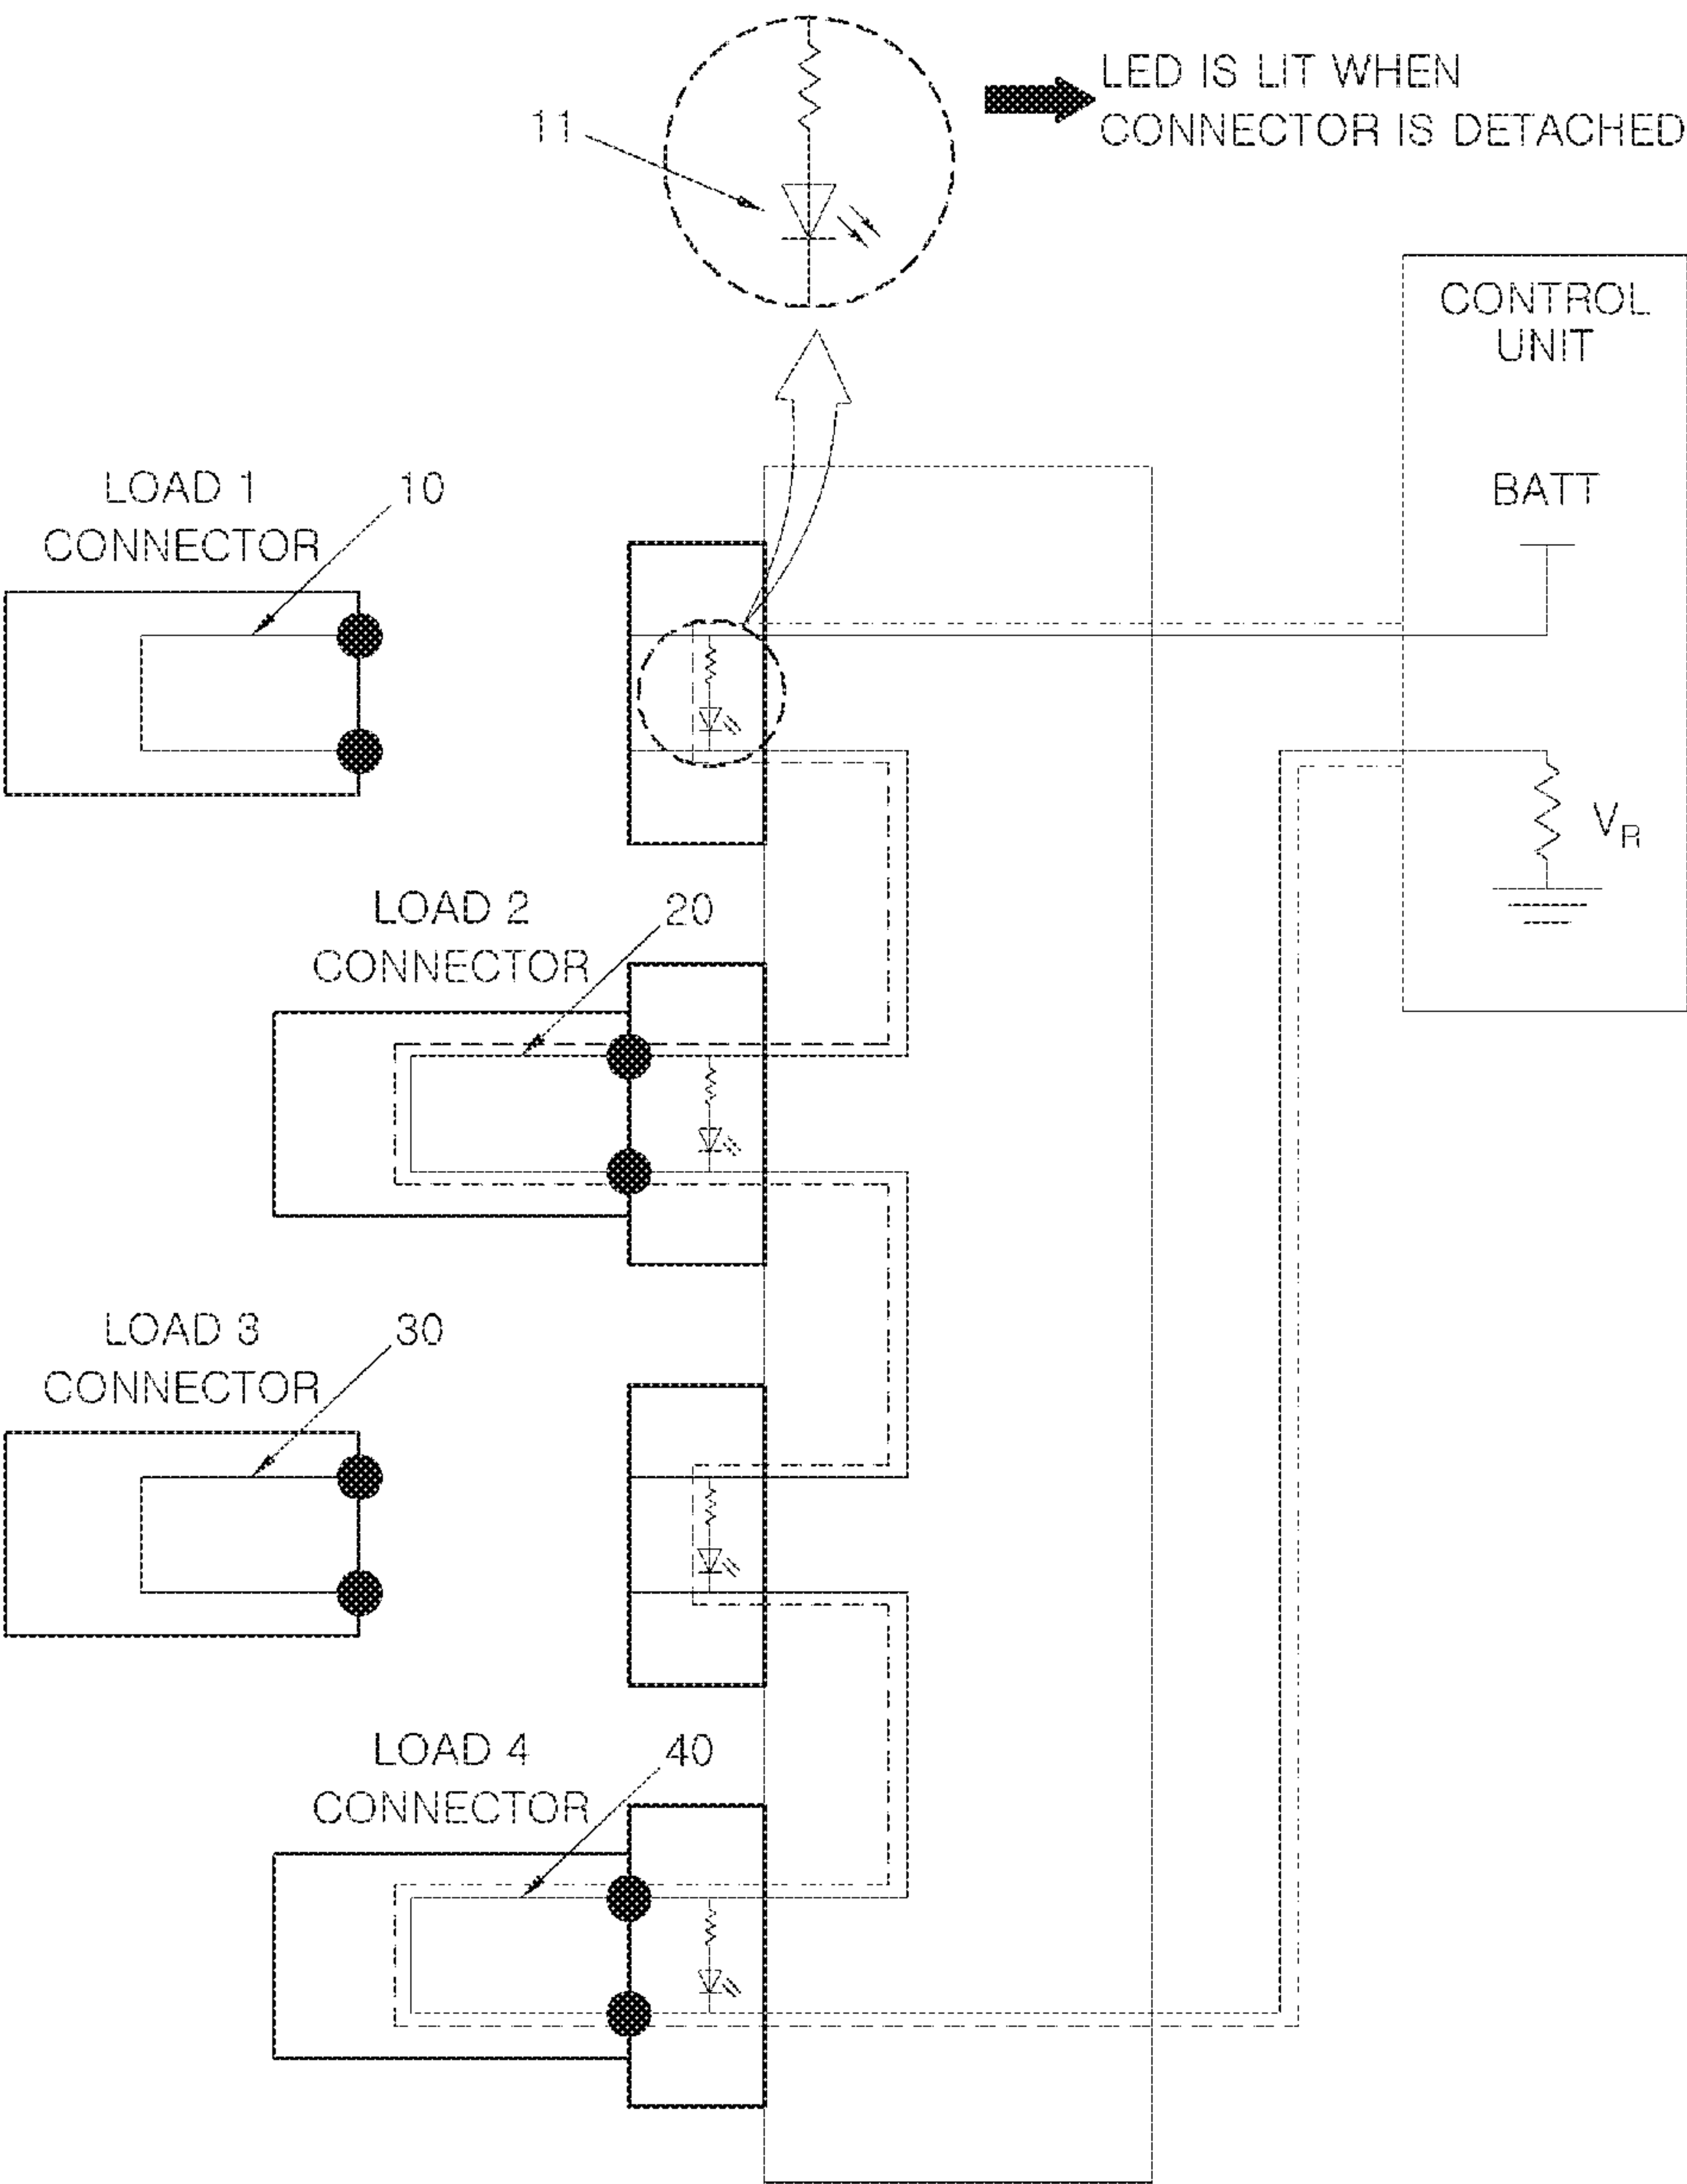 LED IS LIT WHEN
CONNECTOR IS DETACHED
11
CONTROL
UNIT
BATT
LOAD 1
CONNECTOR
10
V_R
LOAD 2
CONNECTOR
20
LOAD 3
CONNECTOR
30
LOAD 4
CONNECTOR
40